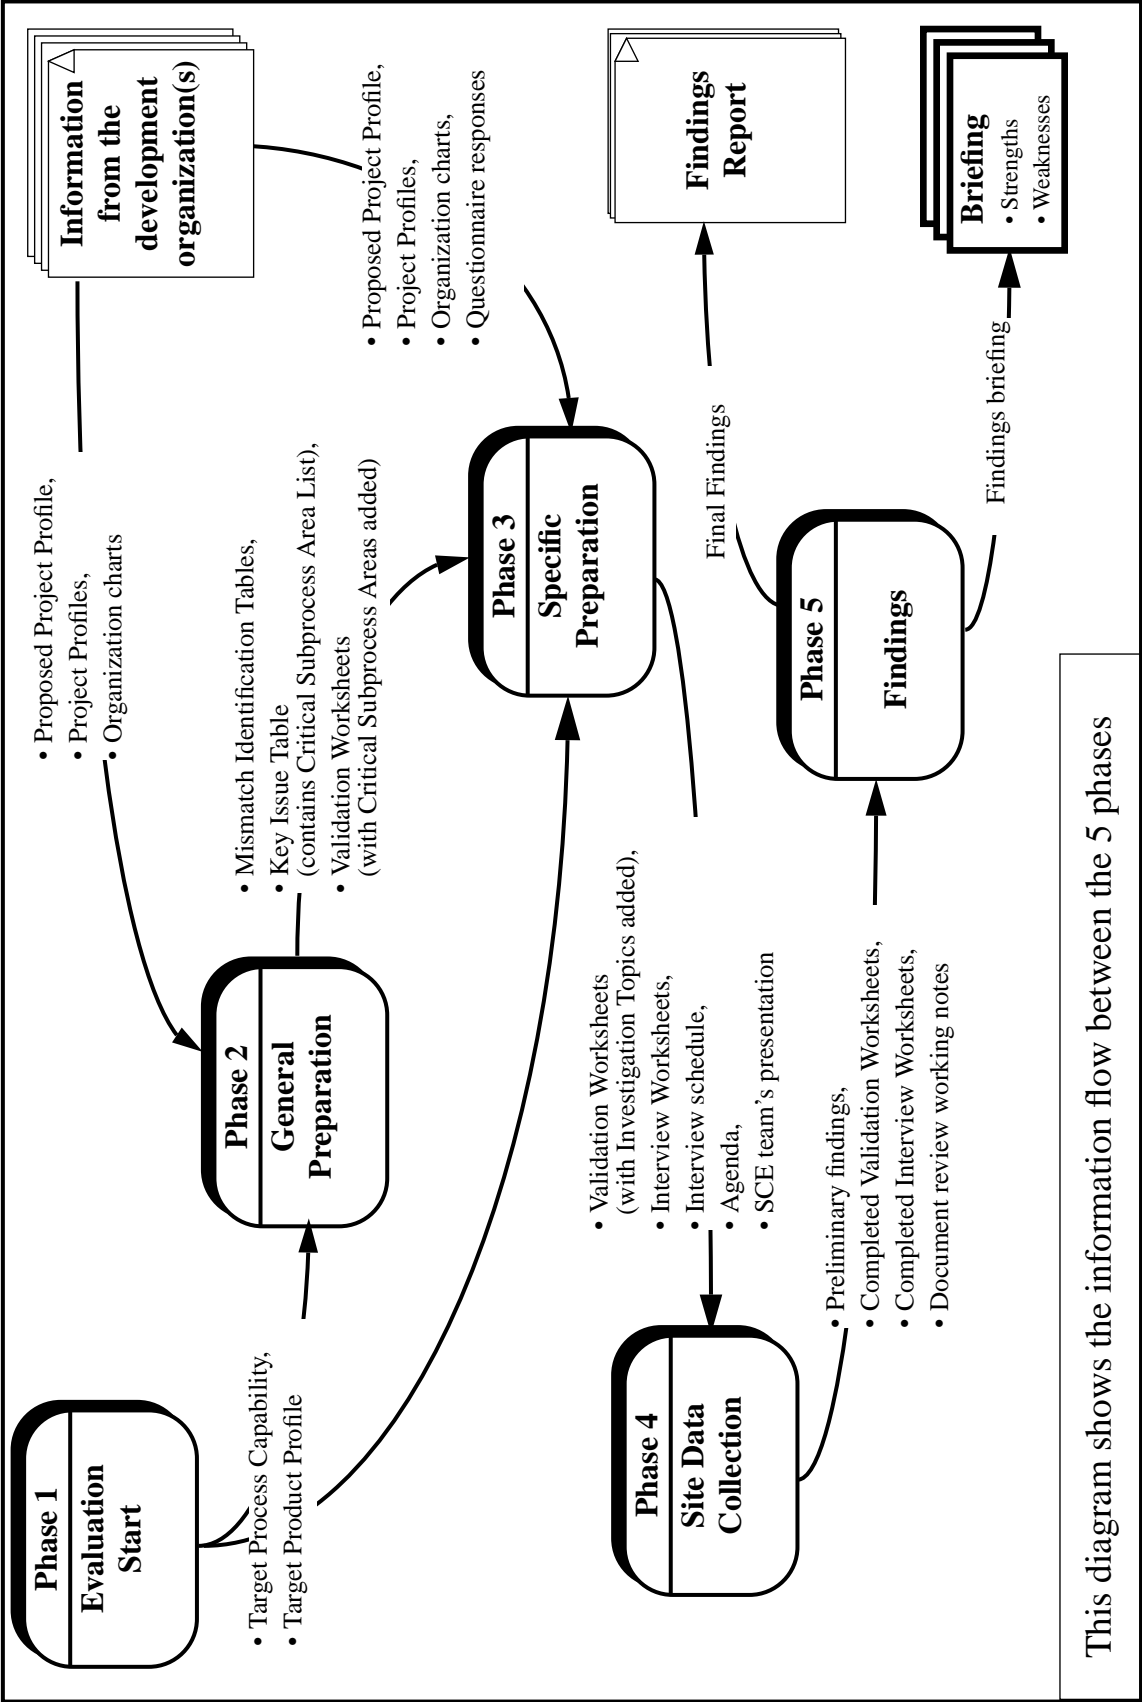 Phase 1
Evaluation
Start
• Target Process Capability,
• Target Product Profile
Phase 2
General
Preparation
• Proposed Project Profile,
• Project Profiles,
• Organization charts
Information
from the
development
organization(s)
• Mismatch Identification Tables,
• Key Issue Table
(contains Critical Subprocess Area List),
• Validation Worksheets
(with Critical Subprocess Areas added)
• Proposed Project Profile,
• Project Profiles,
• Organization charts,
• Questionnaire responses
Phase 3
Specific
Preparation
Phase 4
Site Data
Collection
• Validation Worksheets
(with Investigation Topics added),
• Interview Worksheets,
• Interview schedule,
• Agenda,
• SCE team’s presentation
• Preliminary findings,
• Completed Validation Worksheets,
• Completed Interview Worksheets,
• Document review working notes
Phase 5
Findings
Final Findings
Findings
Report
Findings briefing
Briefing
• Strengths
• Weaknesses
This diagram shows the information flow between the 5 phases